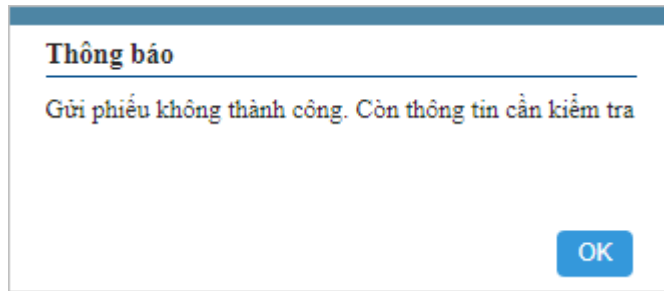 Thông báo
Gửi phiếu không thành công. Còn thông tin cần kiểm tra
OK